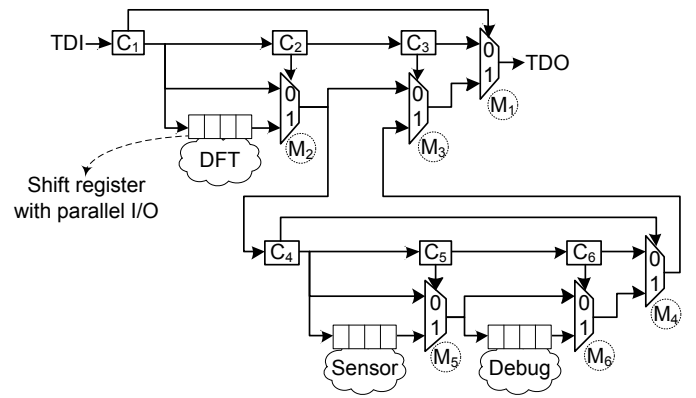 TDI
C1
C2
C3
0
1
TDO
M1
0
1
M2
0
1
M3
DFT
Shift register
with parallel I/O
C4
C5
C6
0
1
M4
0
1
M5
0
1
M6
Sensor
Debug